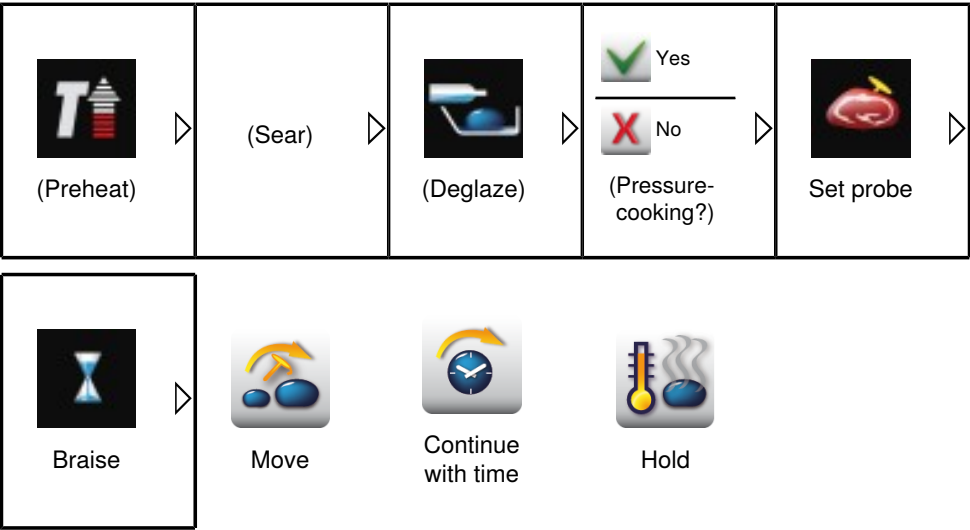 (Preheat)
(Sear)
(Deglaze)
Yes
No
(Pressure-
cooking?)
Set probe
Braise
Move
Continue
with time
Hold